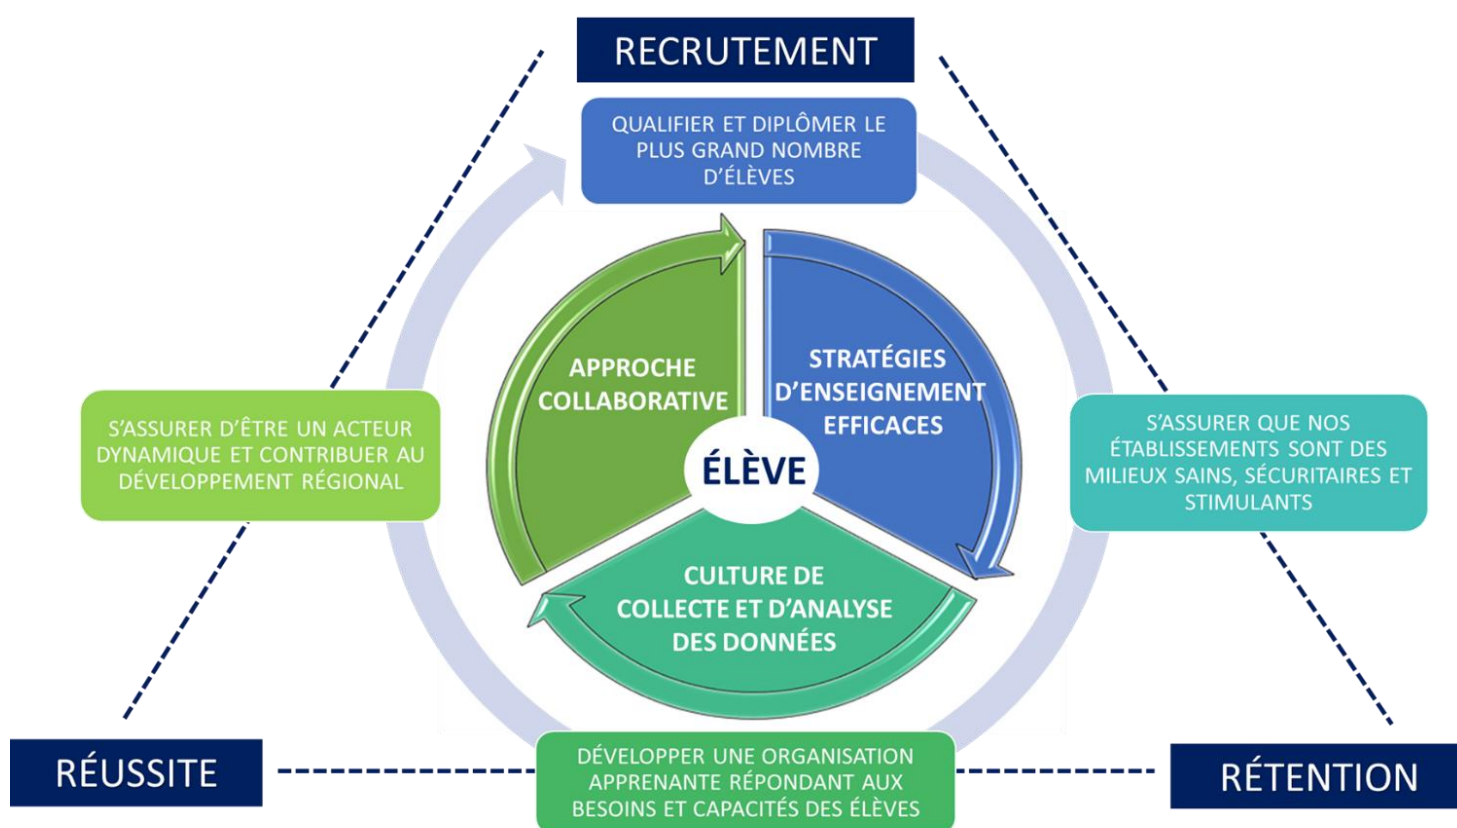 RECRUTEMENT
QUALIFIER ET DIPLÔMER LE
PLUS GRAND NOMBRE
D’ÉLÈVES
APPROCHE
COLLABORATIVE
STRATÉGIES
D’ENSEIGNEMENT
EFFICACES
S’ASSURER D’ÊTRE UN ACTEUR
DYNAMIQUE ET CONTRIBUER AU
DÉVELOPPEMENT RÉGIONAL
ÉLÈVE
S’ASSURER QUE NOS
ÉTABLISSEMENTS SONT DES
MILIEUX SAINS, SÉCURITAIRES ET
STIMULANTS
CULTURE DE
COLLECTE ET D’ANALYSE
DES DONNÉES
RÉUSSITE
DÉVELOPPER UNE ORGANISATION
APPRENANTE RÉPONDANT AUX
BESOINS ET CAPACITÉS DES ÉLÈVES
RÉTENTION